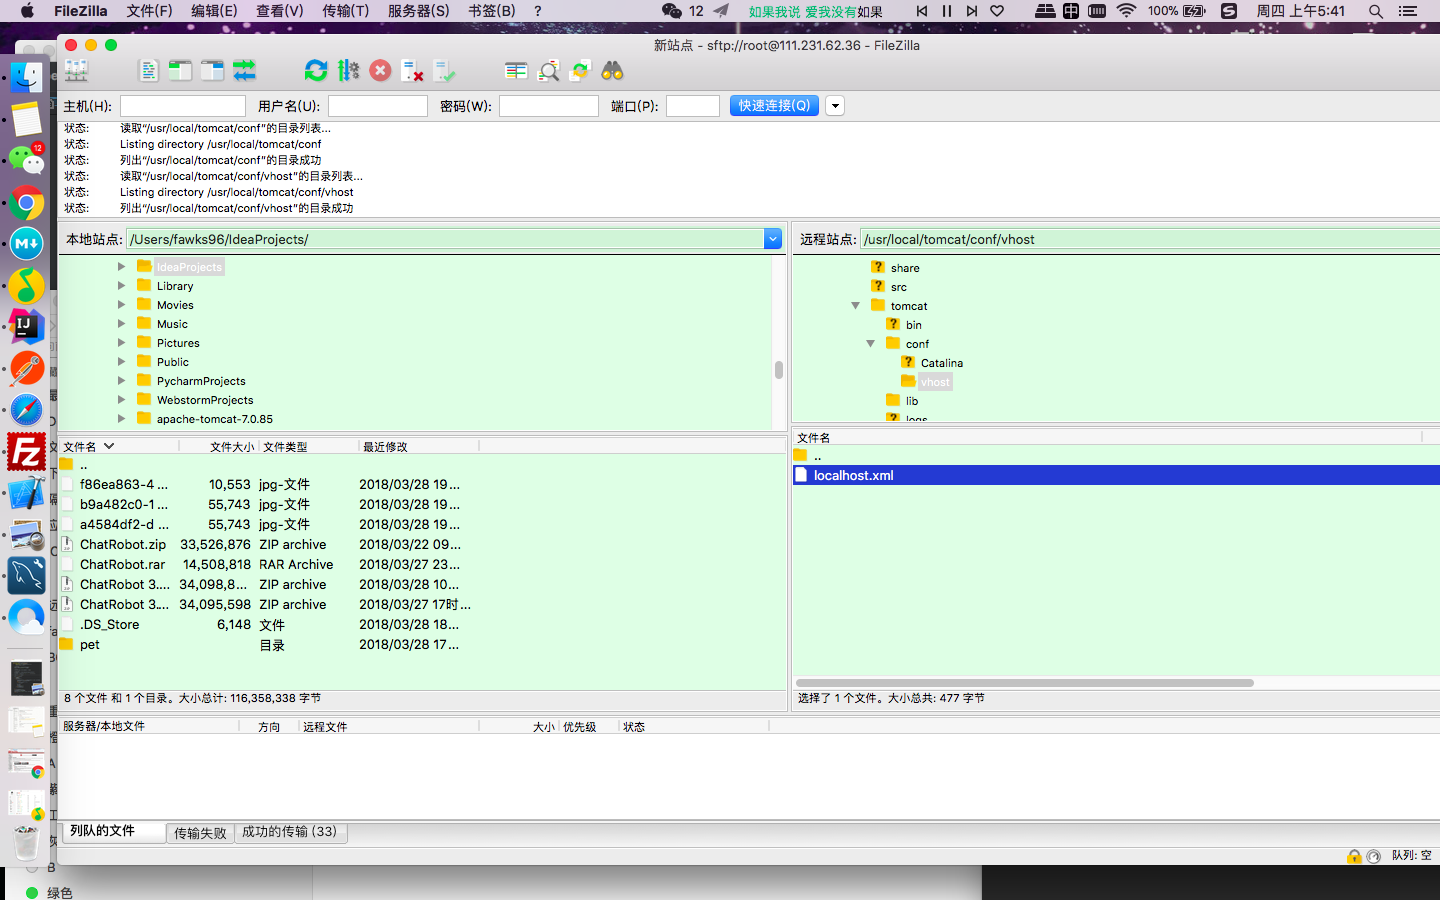 FileZilla 文件(F) 编辑(E) 查看(V) 传输(T) 服务器(S) 书签(B) ? 12 如果我说 爱我没有如果 中 100% 周四 上午5:41
新站点 - sftp://root@111.231.62.36 - FileZilla
主机(H): 用户名(U): 密码(W): 端口(P): 快速连接(Q)
状态: 读取“/usr/local/tomcat/conf”的目录列表...
状态: Listing directory /usr/local/tomcat/conf
状态: 列出“/usr/local/tomcat/conf”的目录成功
状态: 读取“/usr/local/tomcat/conf/vhost”的目录列表...
状态: Listing directory /usr/local/tomcat/conf/vhost
状态: 列出“/usr/local/tomcat/conf/vhost”的目录成功
本地站点: /Users/fawks96/IdeaProjects/
IdeaProjects
Library
Movies
Music
Pictures
Public
PycharmProjects
WebstormProjects
apache-tomcat-7.0.85
文件名 文件大小 文件类型 最近修改
..
f86ea863-4... 10,553 jpg-文件 2018/03/28 19...
b9a482c0-1... 55,743 jpg-文件 2018/03/28 19...
a4584df2-d... 55,743 jpg-文件 2018/03/28 19...
ChatRobot.zip 33,526,876 ZIP archive 2018/03/22 09...
ChatRobot.rar 14,508,818 RAR Archive 2018/03/27 23...
ChatRobot 3.... 34,098,8... ZIP archive 2018/03/28 10...
ChatRobot 3.... 34,095,598 ZIP archive 2018/03/27 17时...
.DS_Store 6,148 文件 2018/03/28 18...
pet 目录 2018/03/28 17...
8 个文件 和 1 个目录。大小总计: 116,358,338 字节
远程站点: /usr/local/tomcat/conf/vhost
share
src
tomcat
bin
conf
Catalina
vhost
lib
logs
文件名
..
localhost.xml
选择了 1 个文件。大小总共: 477 字节
服务器/本地文件 方向 远程文件 大小 优先级 状态
列队的文件 传输失败 成功的传输 (33)
队列: 空
B
绿色
12
M
IJ
Fz